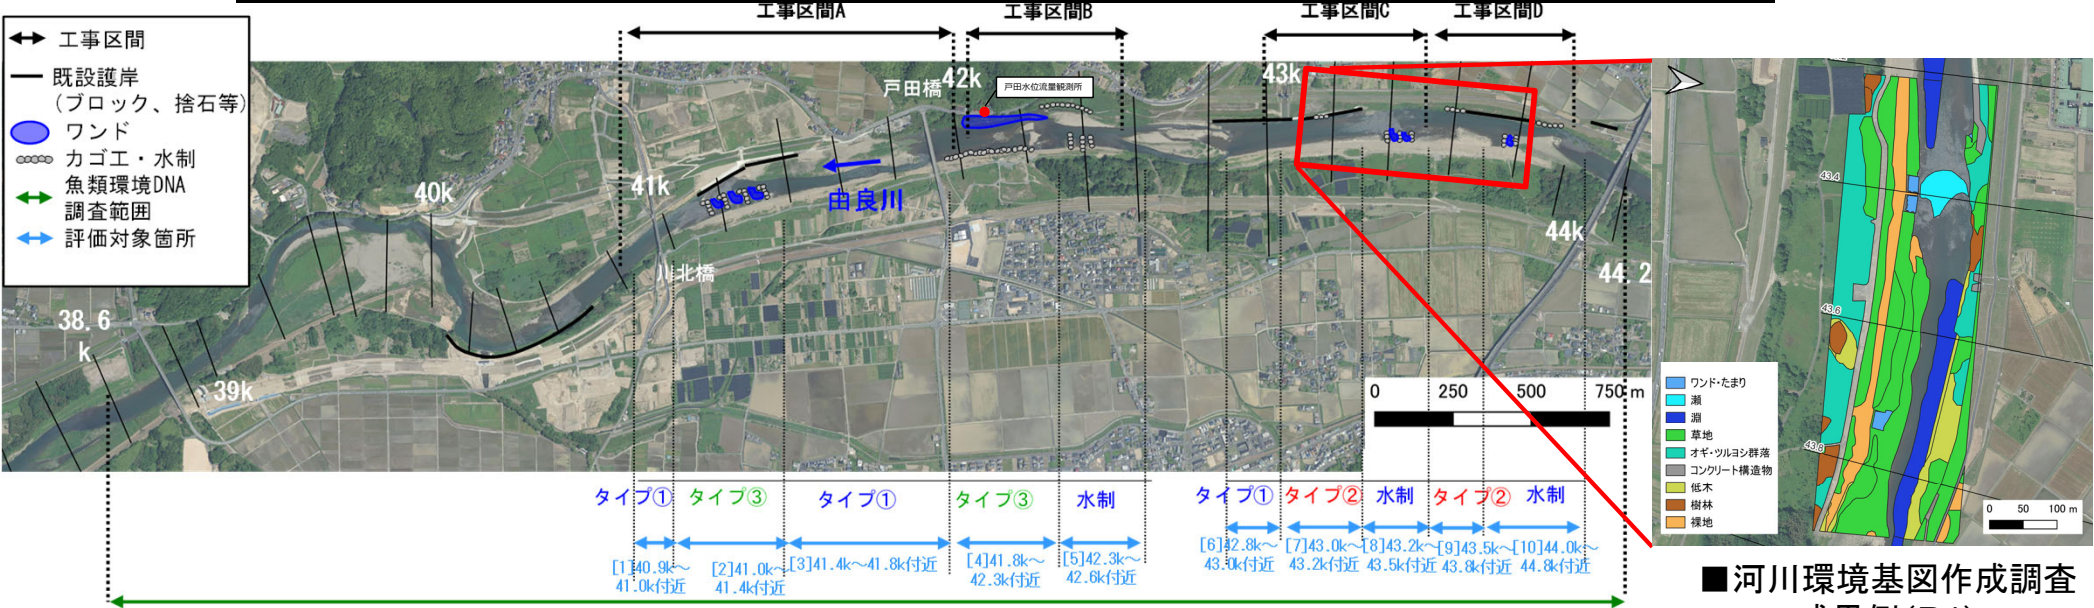 工事区間A
工事区間B
工事区間C
工事区間D
工事区間
既設護岸
(ブロック、捨石等)
ワンド
カゴ工・水制
魚類環境DNA
調査範囲
評価対象箇所
38.6
k
39k
40k
41k
川北橋
戸田橋
42k
戸田水位流量観測所
由良川
43k
44k
44.2
0 250 500 750 m
タイプ① タイプ③ タイプ① タイプ③ 水制 タイプ① タイプ② 水制 タイプ② 水制
[1]40.9k～
41.0k付近
[2]41.0k～
41.4k付近
[3]41.4k～41.8k付近
[4]41.8k～
42.3k付近
[5]42.3k～
42.6k付近
[6]42.8k～
43.0k付近
[7]43.0k～
43.2k付近
[8]43.2k～
43.5k付近
[9]43.5k～
43.8k付近
[10]44.0k～
44.8k付近
43.4
43.6
43.8
ワンド・たまり
瀬
淵
草地
オギ・ツルヨシ群落
コンクリート構造物
低木
樹林
裸地
0 50 100 m
■河川環境基図作成調査